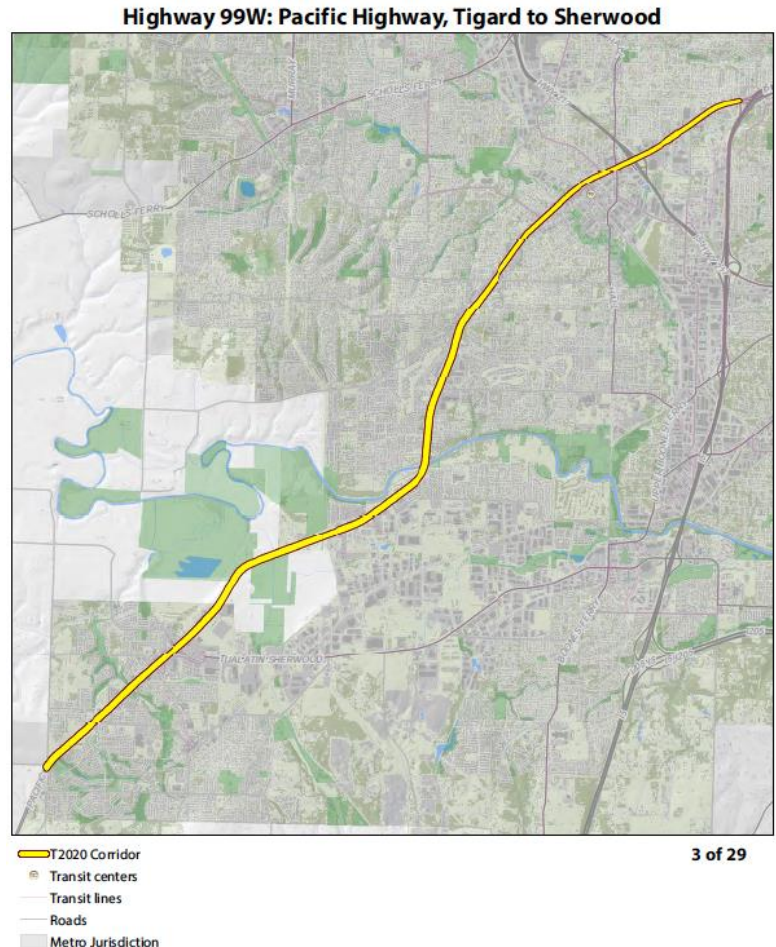 Highway 99W: Pacific Highway, Tigard to Sherwood
SCHOLLS FERRY
SCHOLLS FERRY
TUALATIN SHERWOOD
PACIFIC
T2020 Corridor
3 of 29
Transit centers
Transit lines
Roads
Metro Jurisdiction